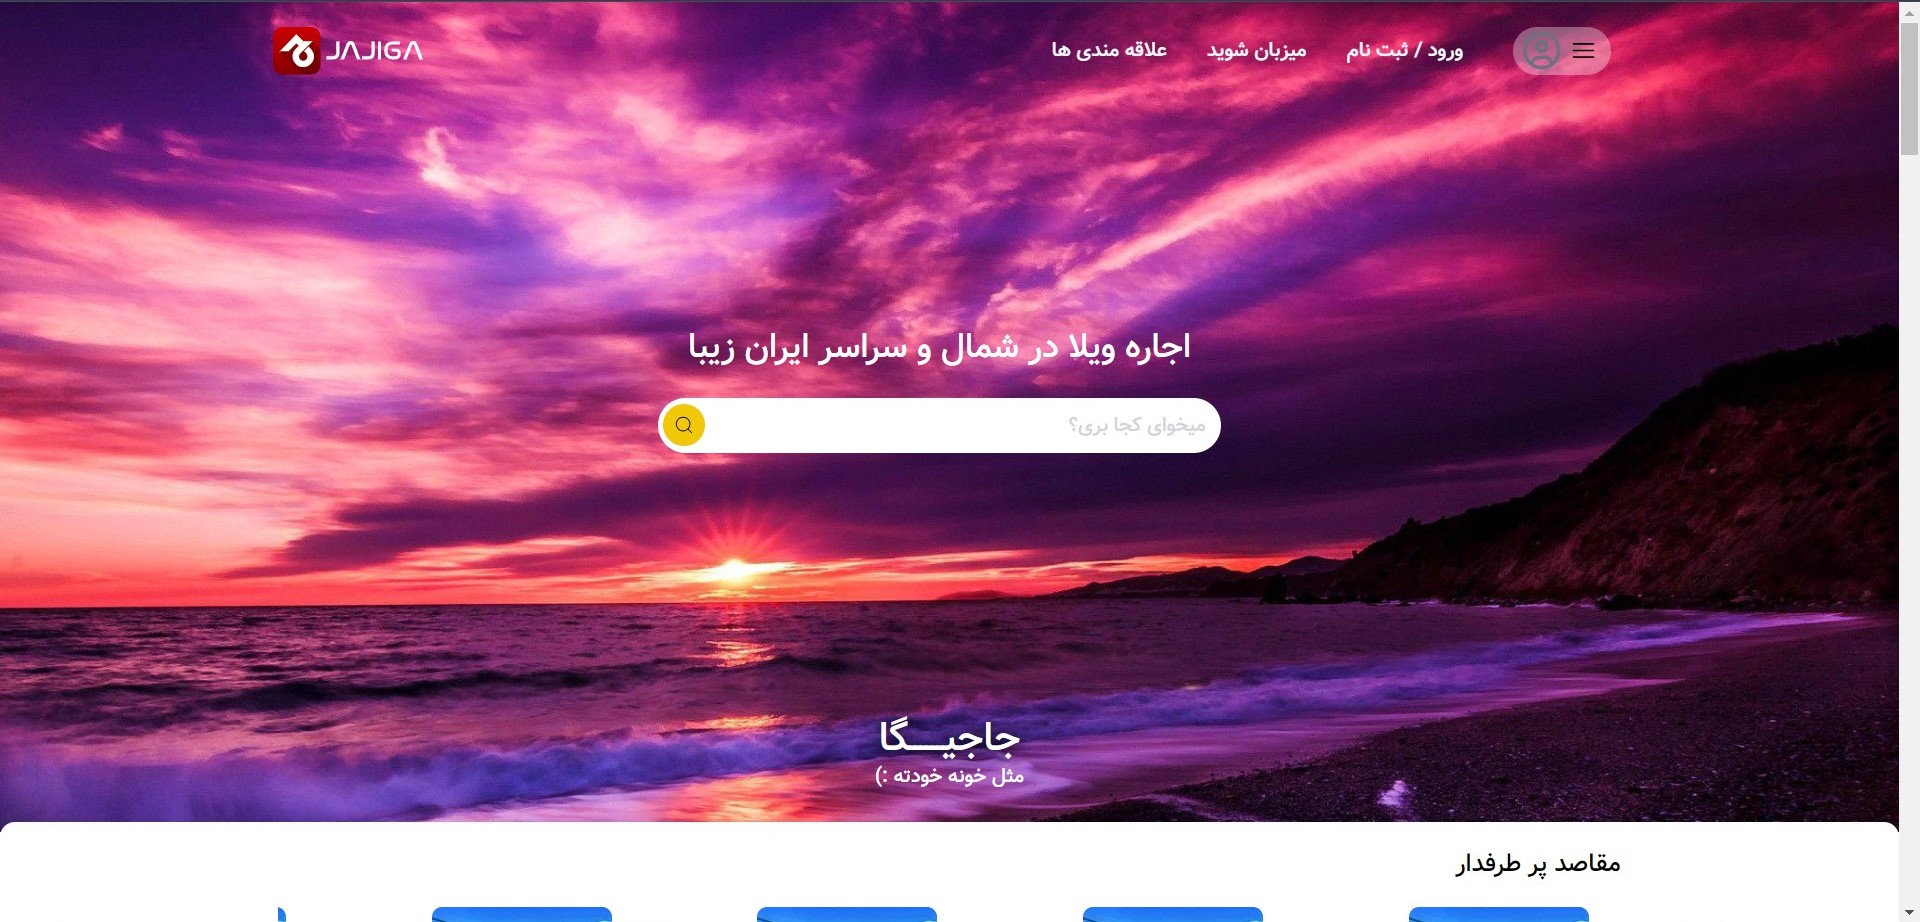 ورود / ثبت نام
میزبان شوید
علاقه مندی ها
JAJIGA
اجاره ویلا در شمال و سراسر ایران زیبا
میخوای کجا بری؟
جاجیـــگا
مثل خونه خودته :)
مقاصد پر طرفدار